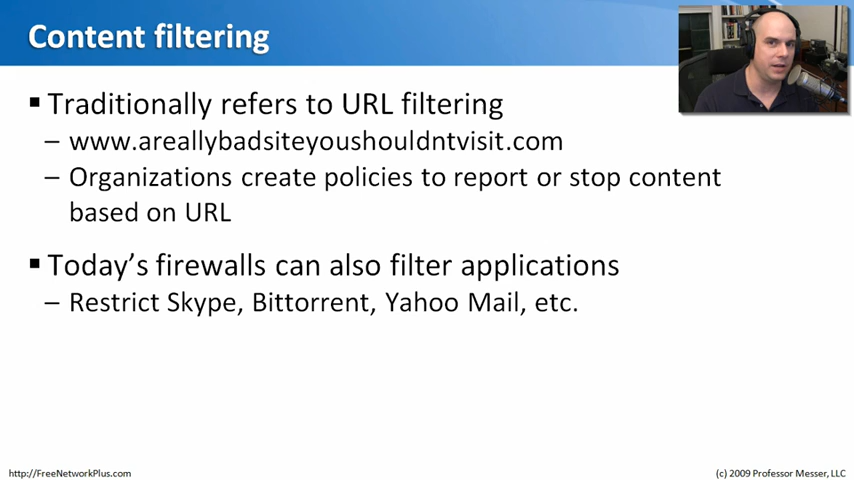 Content filtering
▪ Traditionally refers to URL filtering
– www.areallybadsiteyoushouldntvisit.com
– Organizations create policies to report or stop content
based on URL
▪ Today's firewalls can also filter applications
– Restrict Skype, Bittorrent, Yahoo Mail, etc.
http://FreeNetworkPlus.com
(c) 2009 Professor Messer, LLC